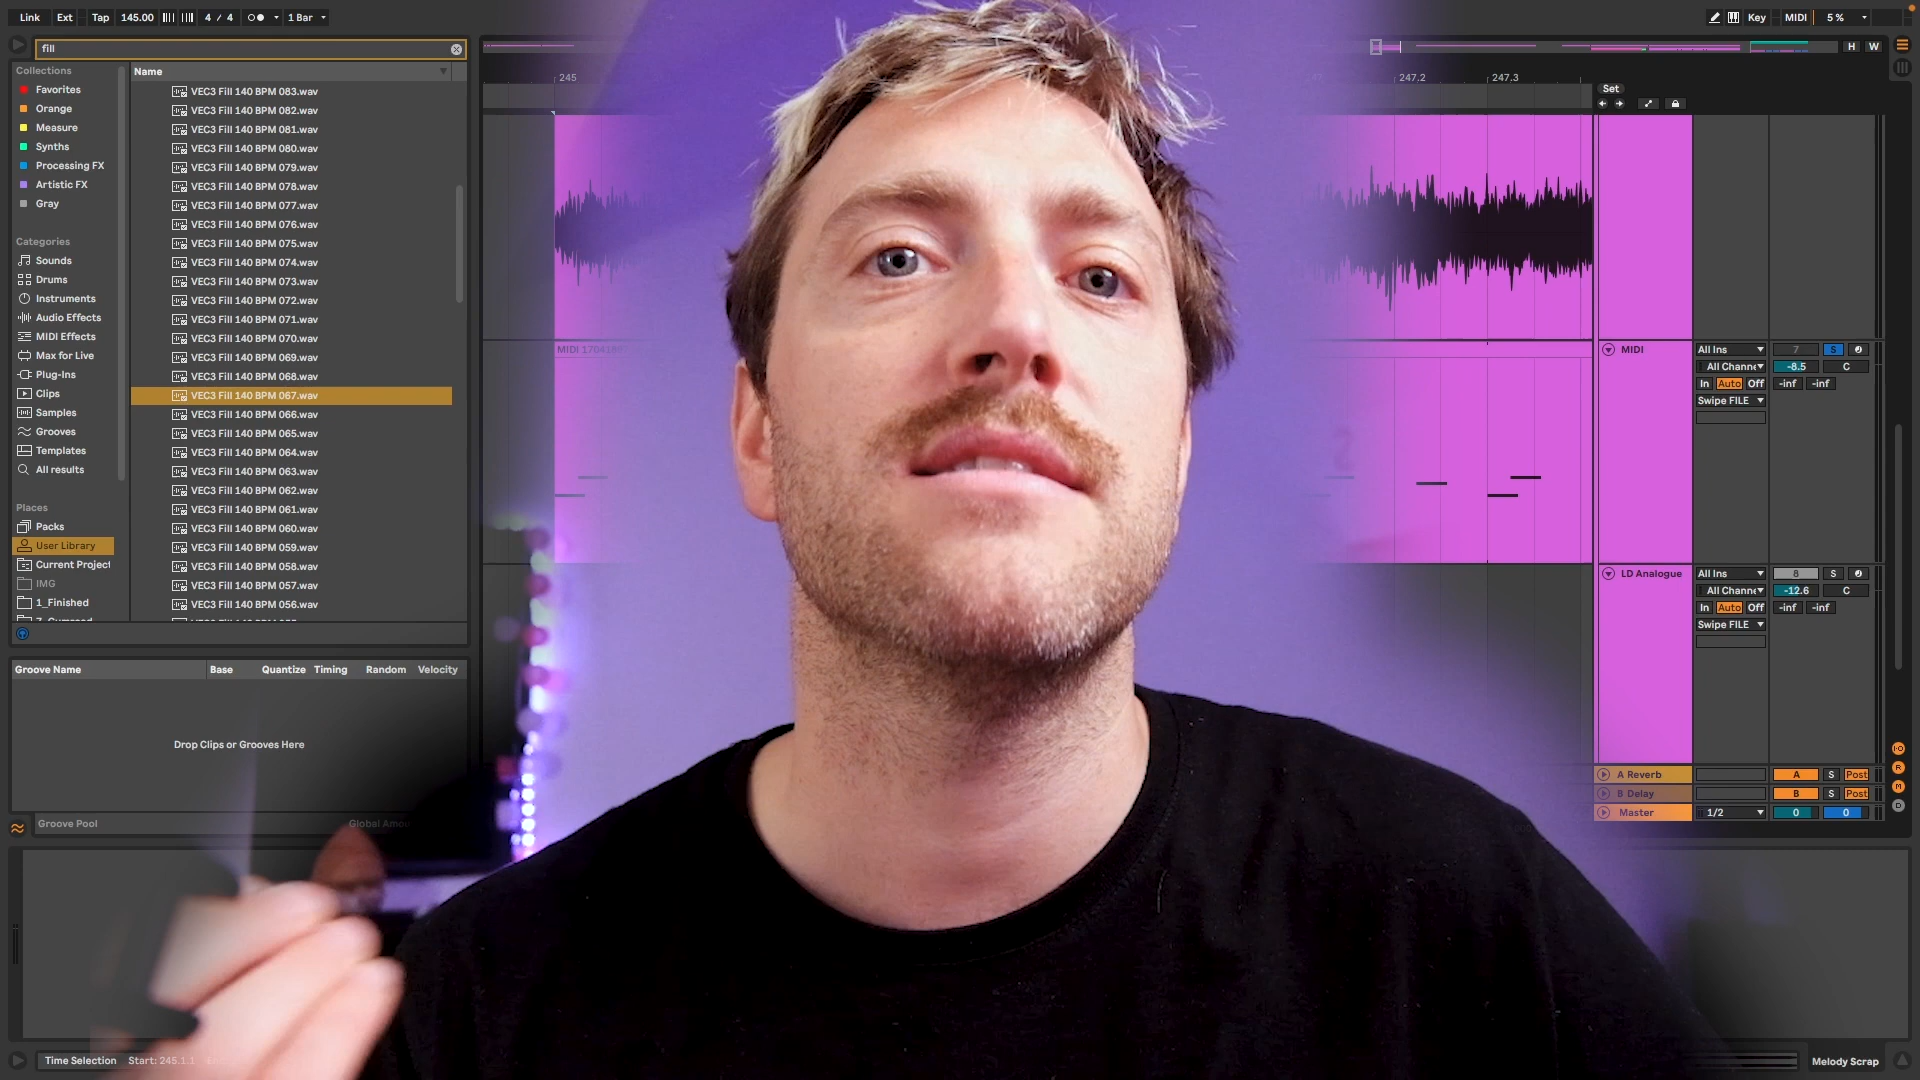 Link Ext Tap 145.00 4 / 4 1 Bar Key MIDI 5 %
fill
H W
Collections
Name
245 247.2 247.3
Favorites
Orange
Measure
Synths
Processing FX
Artistic FX
Gray
Categories
Sounds
Drums
Instruments
Audio Effects
MIDI Effects
Max for Live
Plug-Ins
Clips
Samples
Grooves
Templates
All results
Places
Packs
User Library
Current Project
IMG
1_Finished
VEC3 Fill 140 BPM 083.wav
VEC3 Fill 140 BPM 082.wav
VEC3 Fill 140 BPM 081.wav
VEC3 Fill 140 BPM 080.wav
VEC3 Fill 140 BPM 079.wav
VEC3 Fill 140 BPM 078.wav
VEC3 Fill 140 BPM 077.wav
VEC3 Fill 140 BPM 076.wav
VEC3 Fill 140 BPM 075.wav
VEC3 Fill 140 BPM 074.wav
VEC3 Fill 140 BPM 073.wav
VEC3 Fill 140 BPM 072.wav
VEC3 Fill 140 BPM 071.wav
VEC3 Fill 140 BPM 070.wav
VEC3 Fill 140 BPM 069.wav
VEC3 Fill 140 BPM 068.wav
VEC3 Fill 140 BPM 067.wav
VEC3 Fill 140 BPM 066.wav
VEC3 Fill 140 BPM 065.wav
VEC3 Fill 140 BPM 064.wav
VEC3 Fill 140 BPM 063.wav
VEC3 Fill 140 BPM 062.wav
VEC3 Fill 140 BPM 061.wav
VEC3 Fill 140 BPM 060.wav
VEC3 Fill 140 BPM 059.wav
VEC3 Fill 140 BPM 058.wav
VEC3 Fill 140 BPM 057.wav
VEC3 Fill 140 BPM 056.wav
Set
MIDI
MIDI All Ins 7 S
All Channe -8.5 C
In Auto Off -inf -inf
Swipe FILE
LD Analogue All Ins 8 S
All Channe -12.6 C
In Auto Off -inf -inf
Swipe FILE
A Reverb A S Post
B Delay B S Post
Master 1/2 0 0
I·O
R
M
D
Groove Name Base Quantize Timing Random Velocity
Drop Clips or Grooves Here
Groove Pool Global Amou
Time Selection Start: 245.1.1
Melody Scrap